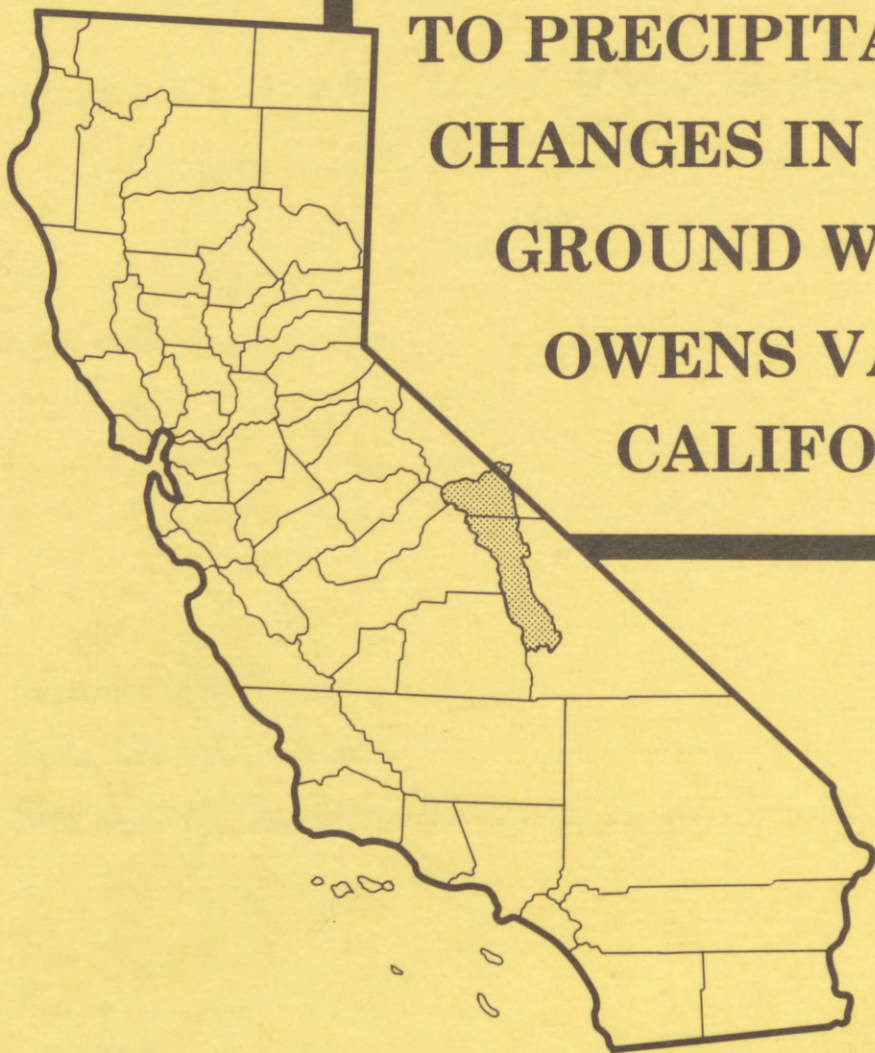 TO PRECIPITA
CHANGES IN
GROUND W
OWENS VA
CALIFO